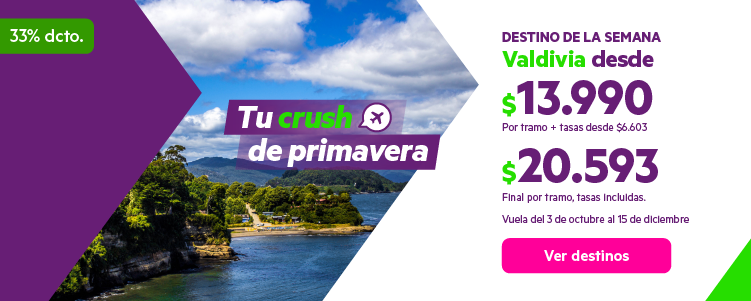 33% dcto.
Tu crush
de primavera
DESTINO DE LA SEMANA
Valdivia desde
$13.990
Por tramo + tasas desde $6.603
$20.593
Final por tramo, tasas incluidas.
Vuela del 3 de octubre al 15 de diciembre
Ver destinos